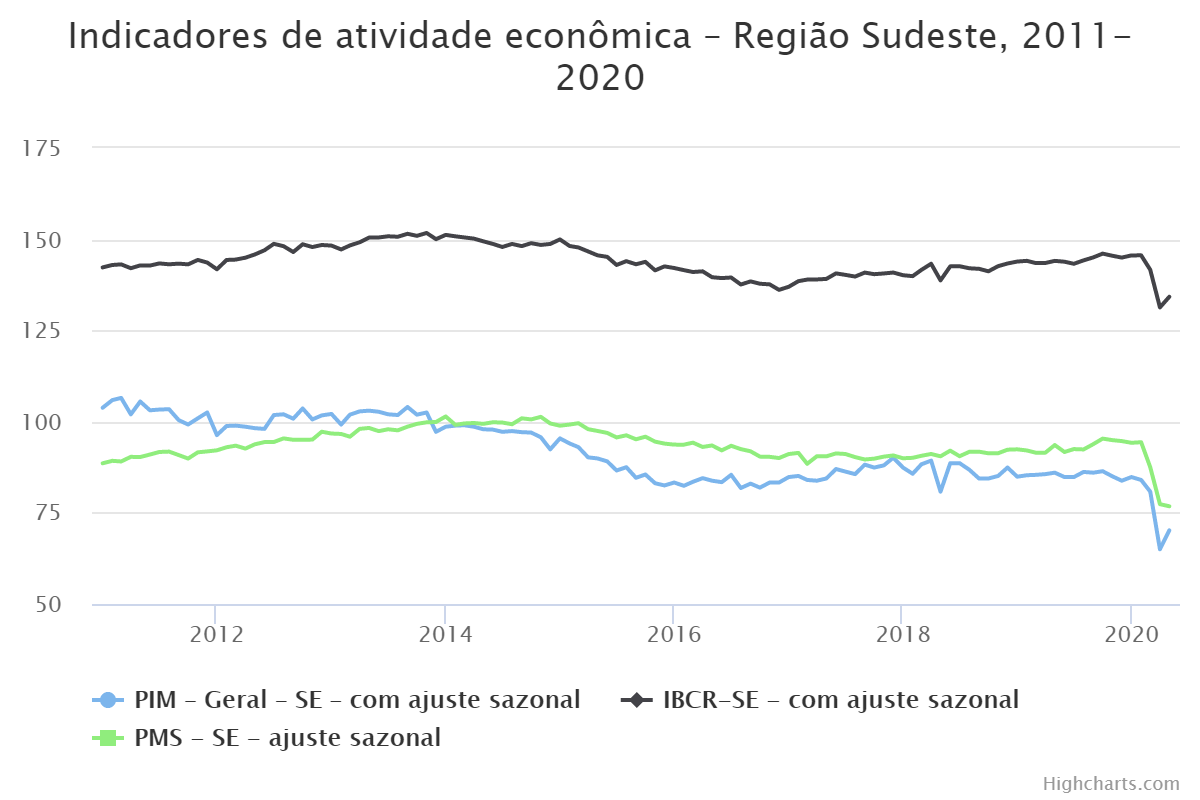 Indicadores de atividade econômica – Região Sudeste, 2011–
2020
175
150
125
100
75
50
2012 2014 2016 2018 2020
PIM – Geral – SE – com ajuste sazonal IBCR–SE – com ajuste sazonal
PMS – SE – ajuste sazonal
Highcharts.com